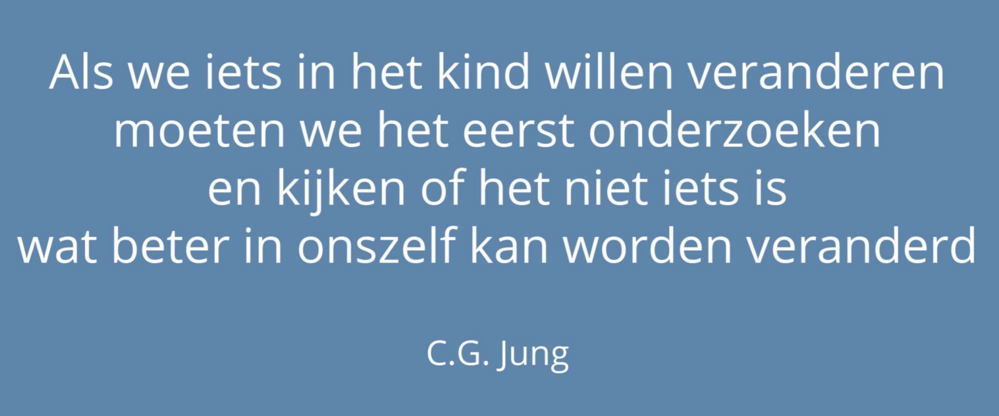 Als we iets in het kind willen veranderen
moeten we het eerst onderzoeken
en kijken of het niet iets is
wat beter in onszelf kan worden veranderd
C.G. Jung